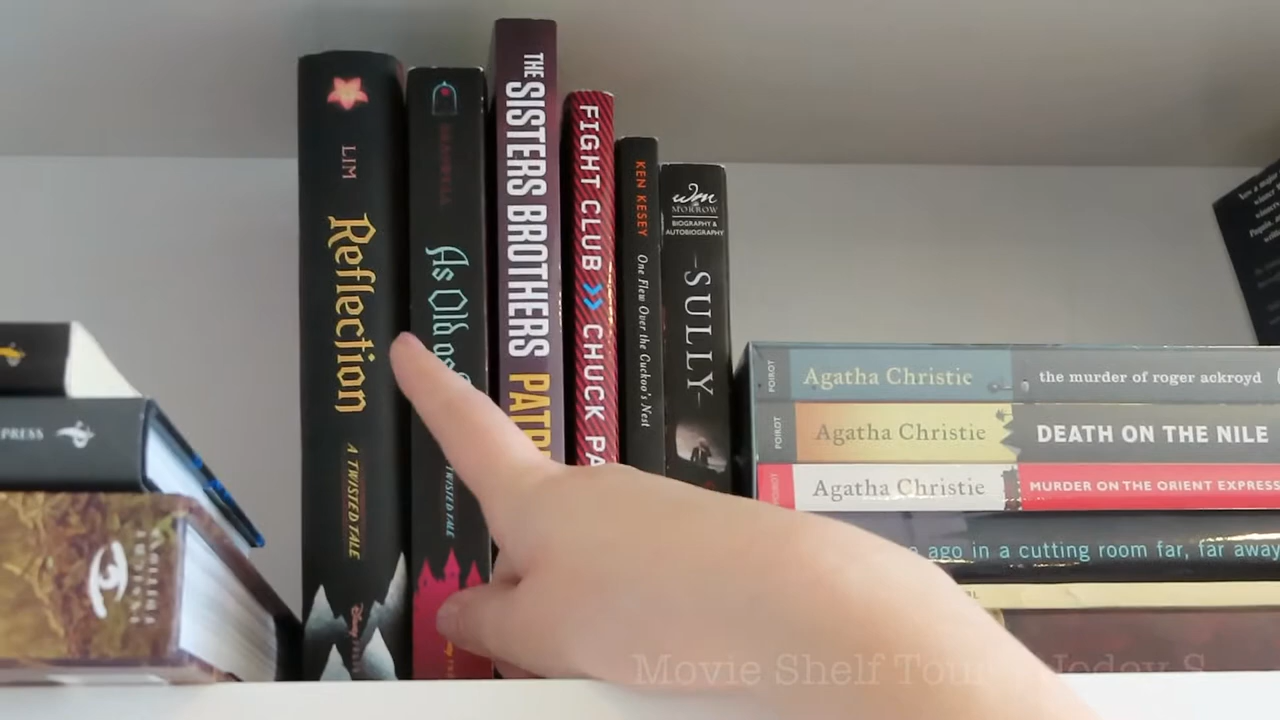 LIM
Reflection
A TWISTED TALE
Disney PRESS
As Old as
TWISTED TALE
THE SISTERS BROTHERS
FIGHT CLUB » CHUCK PA
KEN KESEY
One Flew Over the Cuckoo's Nest
wm
MORROW
BIOGRAPHY &
AUTOBIOGRAPHY
SULLY
PRESS
POIROT
Agatha Christie
the murder of roger ackroyd
POIROT
Agatha Christie
DEATH ON THE NILE
POIROT
Agatha Christie
MURDER ON THE ORIENT EXPRESS
ago in a cutting room far, far away
Movie Shelf Tour